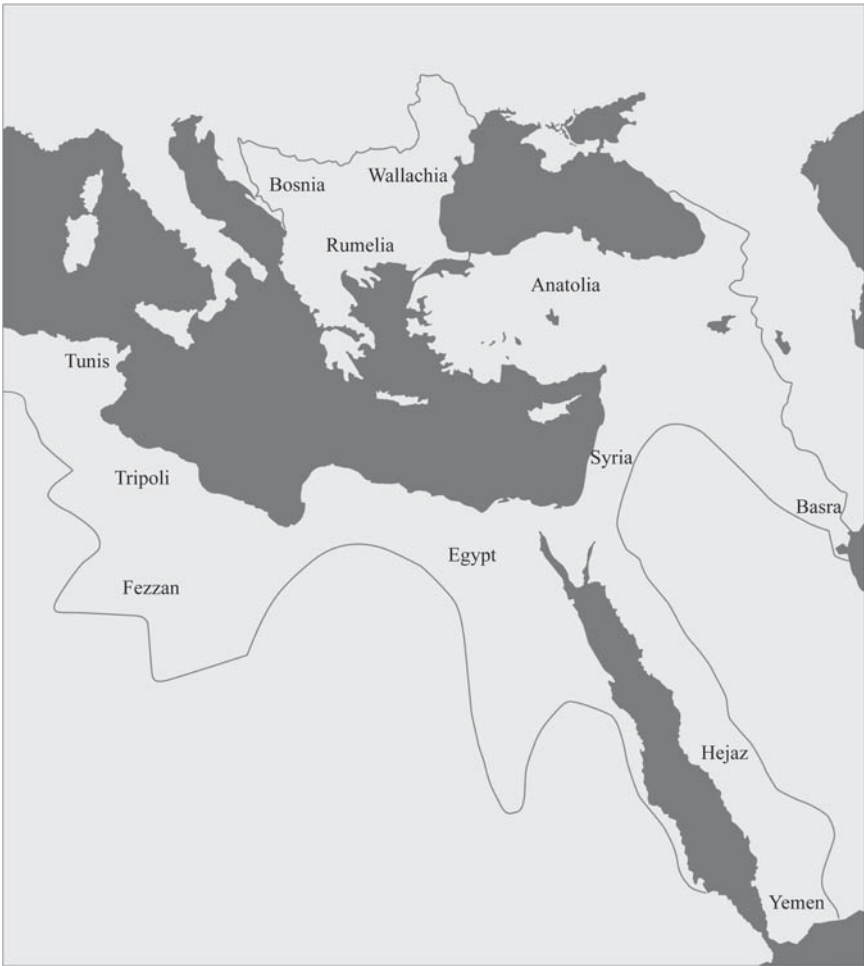 Bosnia
Wallachia
Rumelia
Anatolia
Tunis
Syria
Tripoli
Basra
Egypt
Fezzan
Hejaz
Yemen